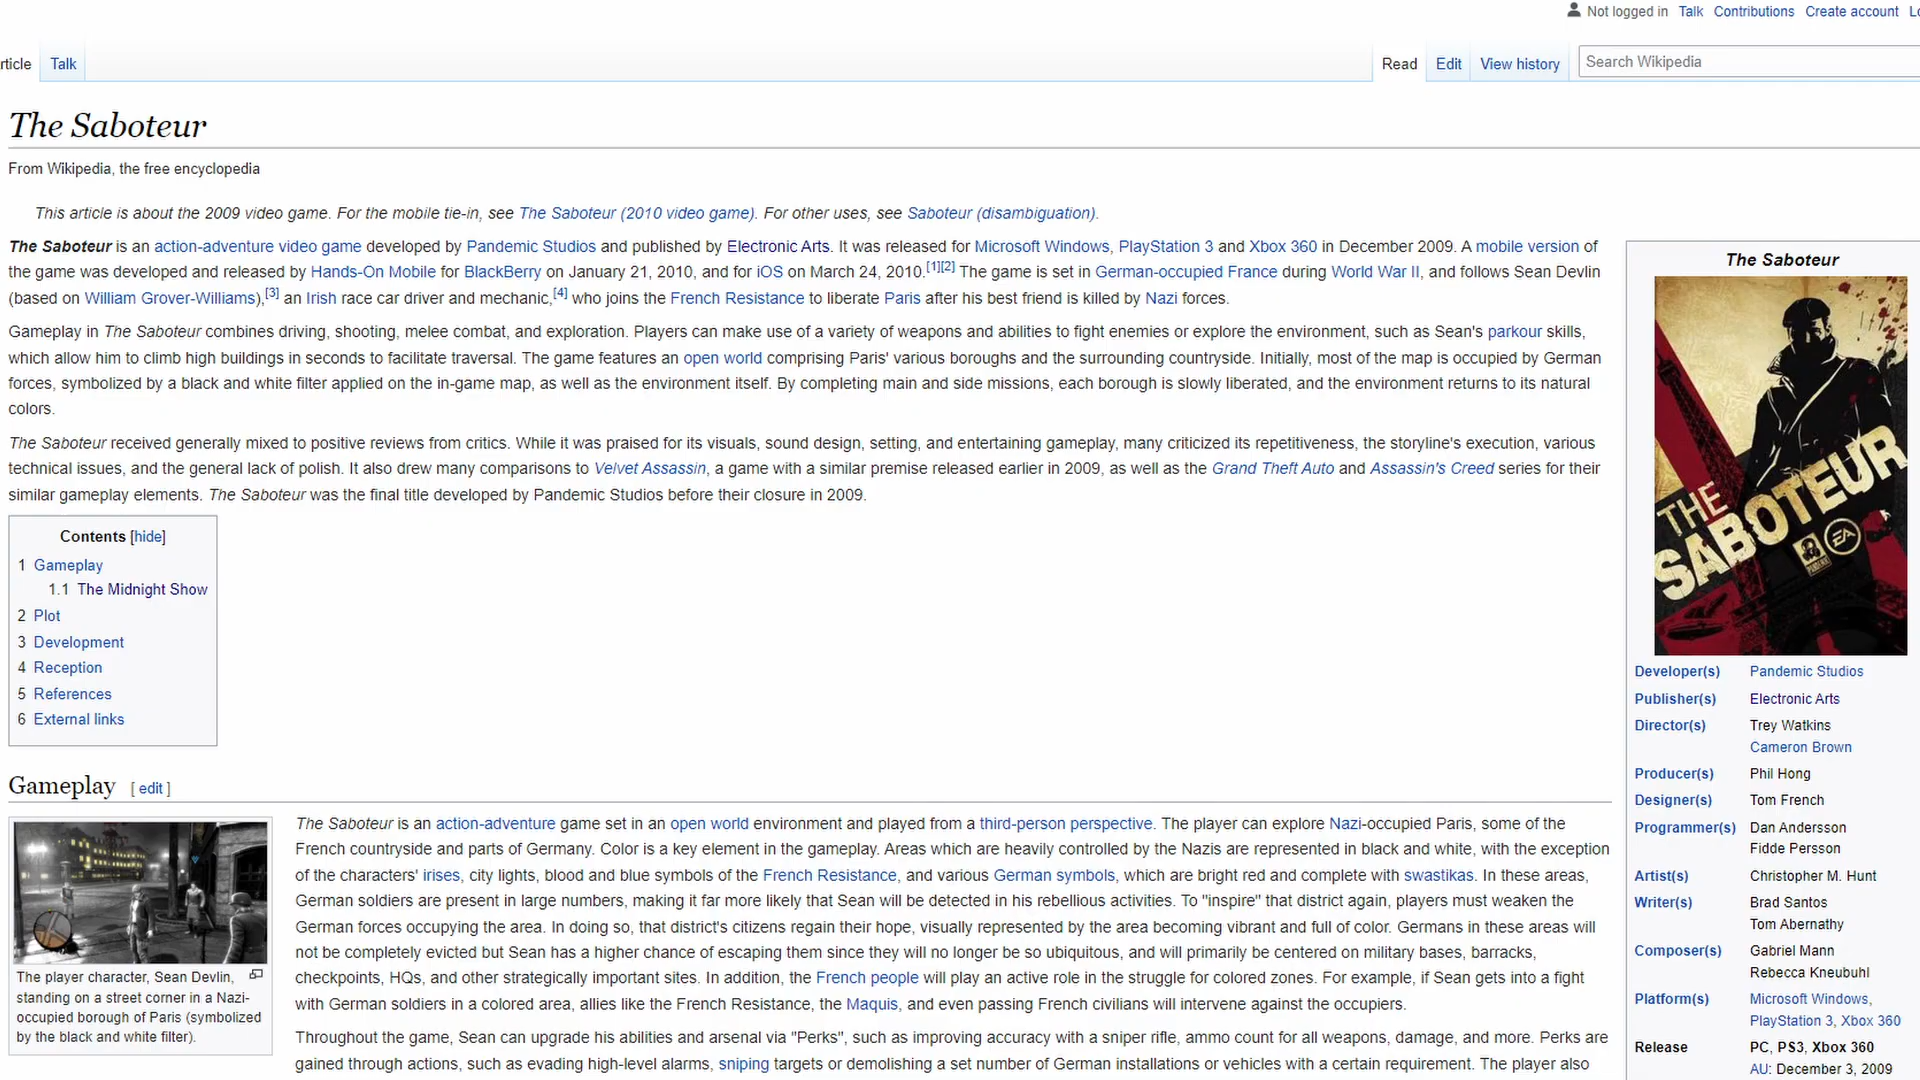 Not logged in Talk Contributions Create account Lo
rticle Talk Read Edit View history Search Wikipedia
The Saboteur
From Wikipedia, the free encyclopedia
This article is about the 2009 video game. For the mobile tie-in, see The Saboteur (2010 video game). For other uses, see Saboteur (disambiguation).
The Saboteur is an action-adventure video game developed by Pandemic Studios and published by Electronic Arts. It was released for Microsoft Windows, PlayStation 3 and Xbox 360 in December 2009. A mobile version of
the game was developed and released by Hands-On Mobile for BlackBerry on January 21, 2010, and for iOS on March 24, 2010.[1][2] The game is set in German-occupied France during World War II, and follows Sean Devlin
(based on William Grover-Williams),[3] an Irish race car driver and mechanic,[4] who joins the French Resistance to liberate Paris after his best friend is killed by Nazi forces.
Gameplay in The Saboteur combines driving, shooting, melee combat, and exploration. Players can make use of a variety of weapons and abilities to fight enemies or explore the environment, such as Sean's parkour skills,
which allow him to climb high buildings in seconds to facilitate traversal. The game features an open world comprising Paris' various boroughs and the surrounding countryside. Initially, most of the map is occupied by German
forces, symbolized by a black and white filter applied on the in-game map, as well as the environment itself. By completing main and side missions, each borough is slowly liberated, and the environment returns to its natural
colors.
The Saboteur received generally mixed to positive reviews from critics. While it was praised for its visuals, sound design, setting, and entertaining gameplay, many criticized its repetitiveness, the storyline's execution, various
technical issues, and the general lack of polish. It also drew many comparisons to Velvet Assassin, a game with a similar premise released earlier in 2009, as well as the Grand Theft Auto and Assassin's Creed series for their
similar gameplay elements. The Saboteur was the final title developed by Pandemic Studios before their closure in 2009.
Contents [hide]
1 Gameplay
1.1 The Midnight Show
2 Plot
3 Development
4 Reception
5 References
6 External links
Gameplay [ edit ]
The player character, Sean Devlin,
standing on a street corner in a Nazi-
occupied borough of Paris (symbolized
by the black and white filter).
The Saboteur is an action-adventure game set in an open world environment and played from a third-person perspective. The player can explore Nazi-occupied Paris, some of the
French countryside and parts of Germany. Color is a key element in the gameplay. Areas which are heavily controlled by the Nazis are represented in black and white, with the exception
of the characters' irises, city lights, blood and blue symbols of the French Resistance, and various German symbols, which are bright red and complete with swastikas. In these areas,
German soldiers are present in large numbers, making it far more likely that Sean will be detected in his rebellious activities. To "inspire" that district again, players must weaken the
German forces occupying the area. In doing so, that district's citizens regain their hope, visually represented by the area becoming vibrant and full of color. Germans in these areas will
not be completely evicted but Sean has a higher chance of escaping them since they will no longer be so ubiquitous, and will primarily be centered on military bases, barracks,
checkpoints, HQs, and other strategically important sites. In addition, the French people will play an active role in the struggle for colored zones. For example, if Sean gets into a fight
with German soldiers in a colored area, allies like the French Resistance, the Maquis, and even passing French civilians will intervene against the occupiers.
Throughout the game, Sean can upgrade his abilities and arsenal via "Perks", such as improving accuracy with a sniper rifle, ammo count for all weapons, damage, and more. Perks are
gained through actions, such as evading high-level alarms, sniping targets or demolishing a set number of German installations or vehicles with a certain requirement. The player also
The Saboteur
THE
SABOTEUR
PANDEMIC
EA
Developer(s) Pandemic Studios
Publisher(s) Electronic Arts
Director(s) Trey Watkins
Cameron Brown
Producer(s) Phil Hong
Designer(s) Tom French
Programmer(s) Dan Andersson
Fidde Persson
Artist(s) Christopher M. Hunt
Writer(s) Brad Santos
Tom Abernathy
Composer(s) Gabriel Mann
Rebecca Kneubuhl
Platform(s) Microsoft Windows,
PlayStation 3, Xbox 360
Release PC, PS3, Xbox 360
AU: December 3, 2009